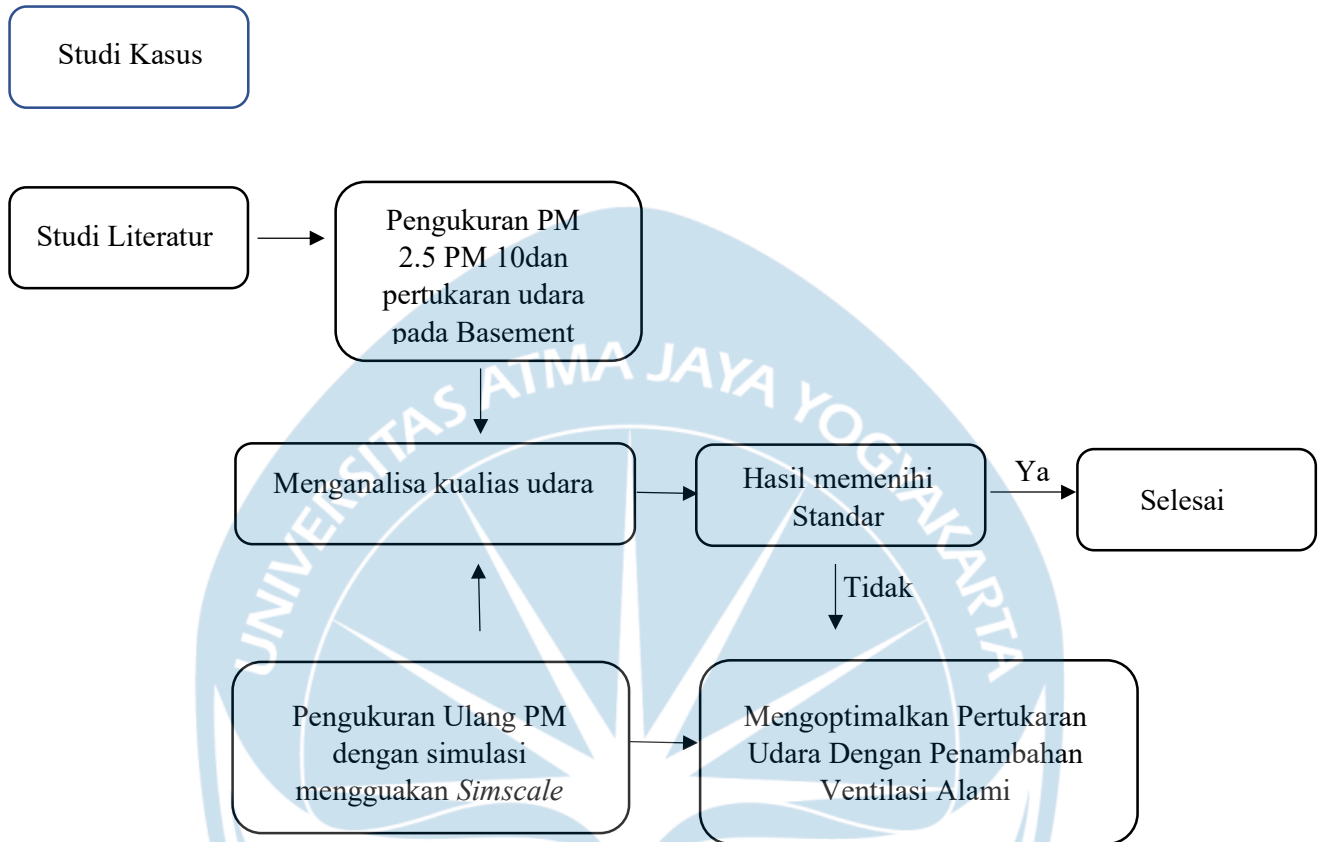 Studi Kasus
Studi Literatur
Pengukuran PM
2.5 PM 10dan
pertukaran udara
pada Basement
UNIVERSITAS ATMA JAYA YOGYAKARTA
Menganalisa kualias udara
Hasil memenihi
Standar
Ya
Selesai
Tidak
Pengukuran Ulang PM
dengan simulasi
mengguakan Simscale
Mengoptimalkan Pertukaran
Udara Dengan Penambahan
Ventilasi Alami